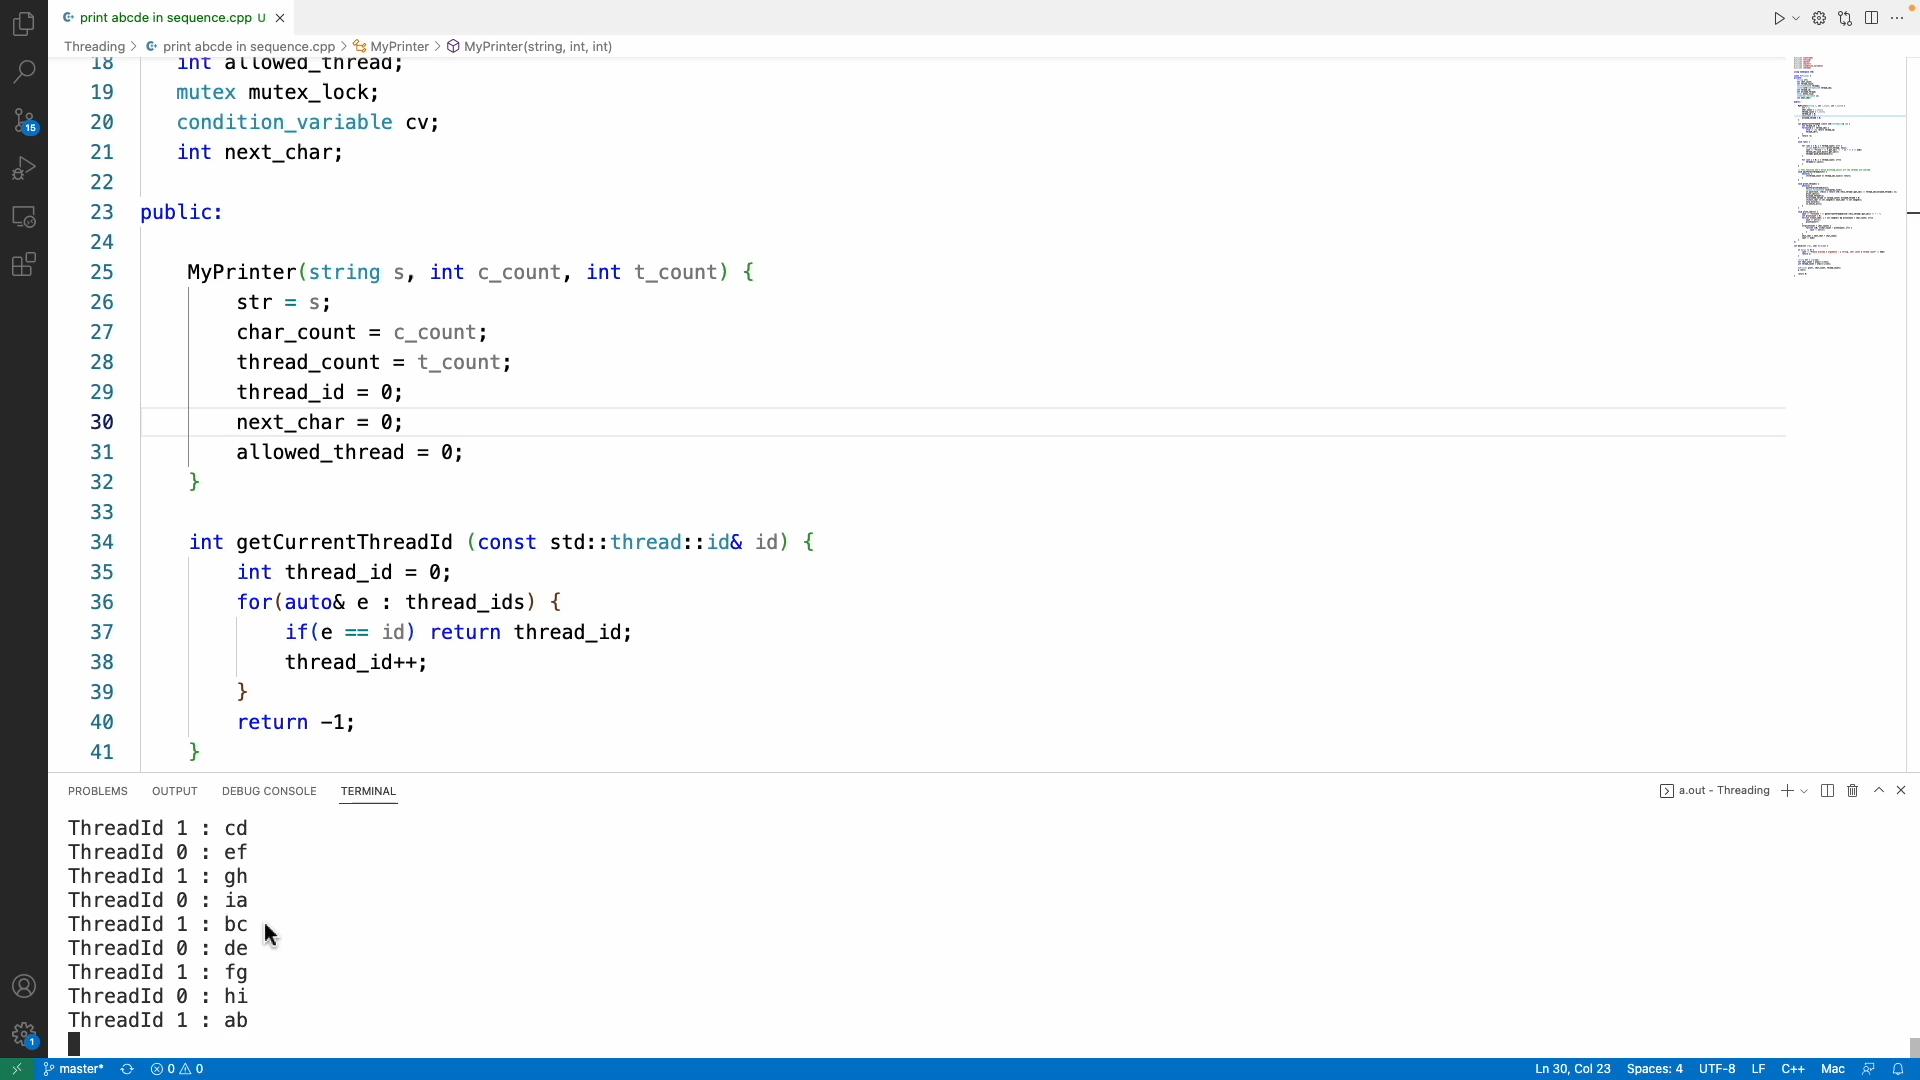 print abcde in sequence.cpp U
Threading > print abcde in sequence.cpp > MyPrinter > MyPrinter(string, int, int)
18 int allowed_thread;
19 mutex mutex_lock;
20 condition_variable cv;
21 int next_char;
22
23 public:
24
25 MyPrinter(string s, int c_count, int t_count) {
26 str = s;
27 char_count = c_count;
28 thread_count = t_count;
29 thread_id = 0;
30 next_char = 0;
31 allowed_thread = 0;
32 }
33
34 int getCurrentThreadId (const std::thread::id& id) {
35 int thread_id = 0;
36 for(auto& e : thread_ids) {
37 if(e == id) return thread_id;
38 thread_id++;
39 }
40 return -1;
41 }
15
1
PROBLEMS OUTPUT DEBUG CONSOLE TERMINAL a.out - Threading
ThreadId 1 : cd
ThreadId 0 : ef
ThreadId 1 : gh
ThreadId 0 : ia
ThreadId 1 : bc
ThreadId 0 : de
ThreadId 1 : fg
ThreadId 0 : hi
ThreadId 1 : ab
master* 0 0 Ln 30, Col 23 Spaces: 4 UTF-8 LF C++ Mac